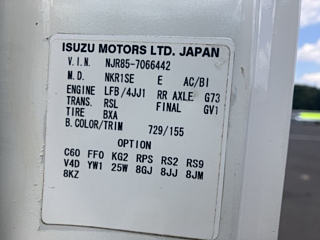 ISUZU MOTORS LTD. JAPAN
V.I.N. NJR85-7066442
M.D. NKR1SE E AC/BI
ENGINE LFB/4JJ1 RR AXLE G73
TRANS. RSL FINAL GV1
TIRE BXA
B.COLOR/TRIM 729/155
OPTION
C60 FF0 KG2 RPS RS2 RS9
V4D YW1 25W 8GJ 8JJ 8JM
8KZ